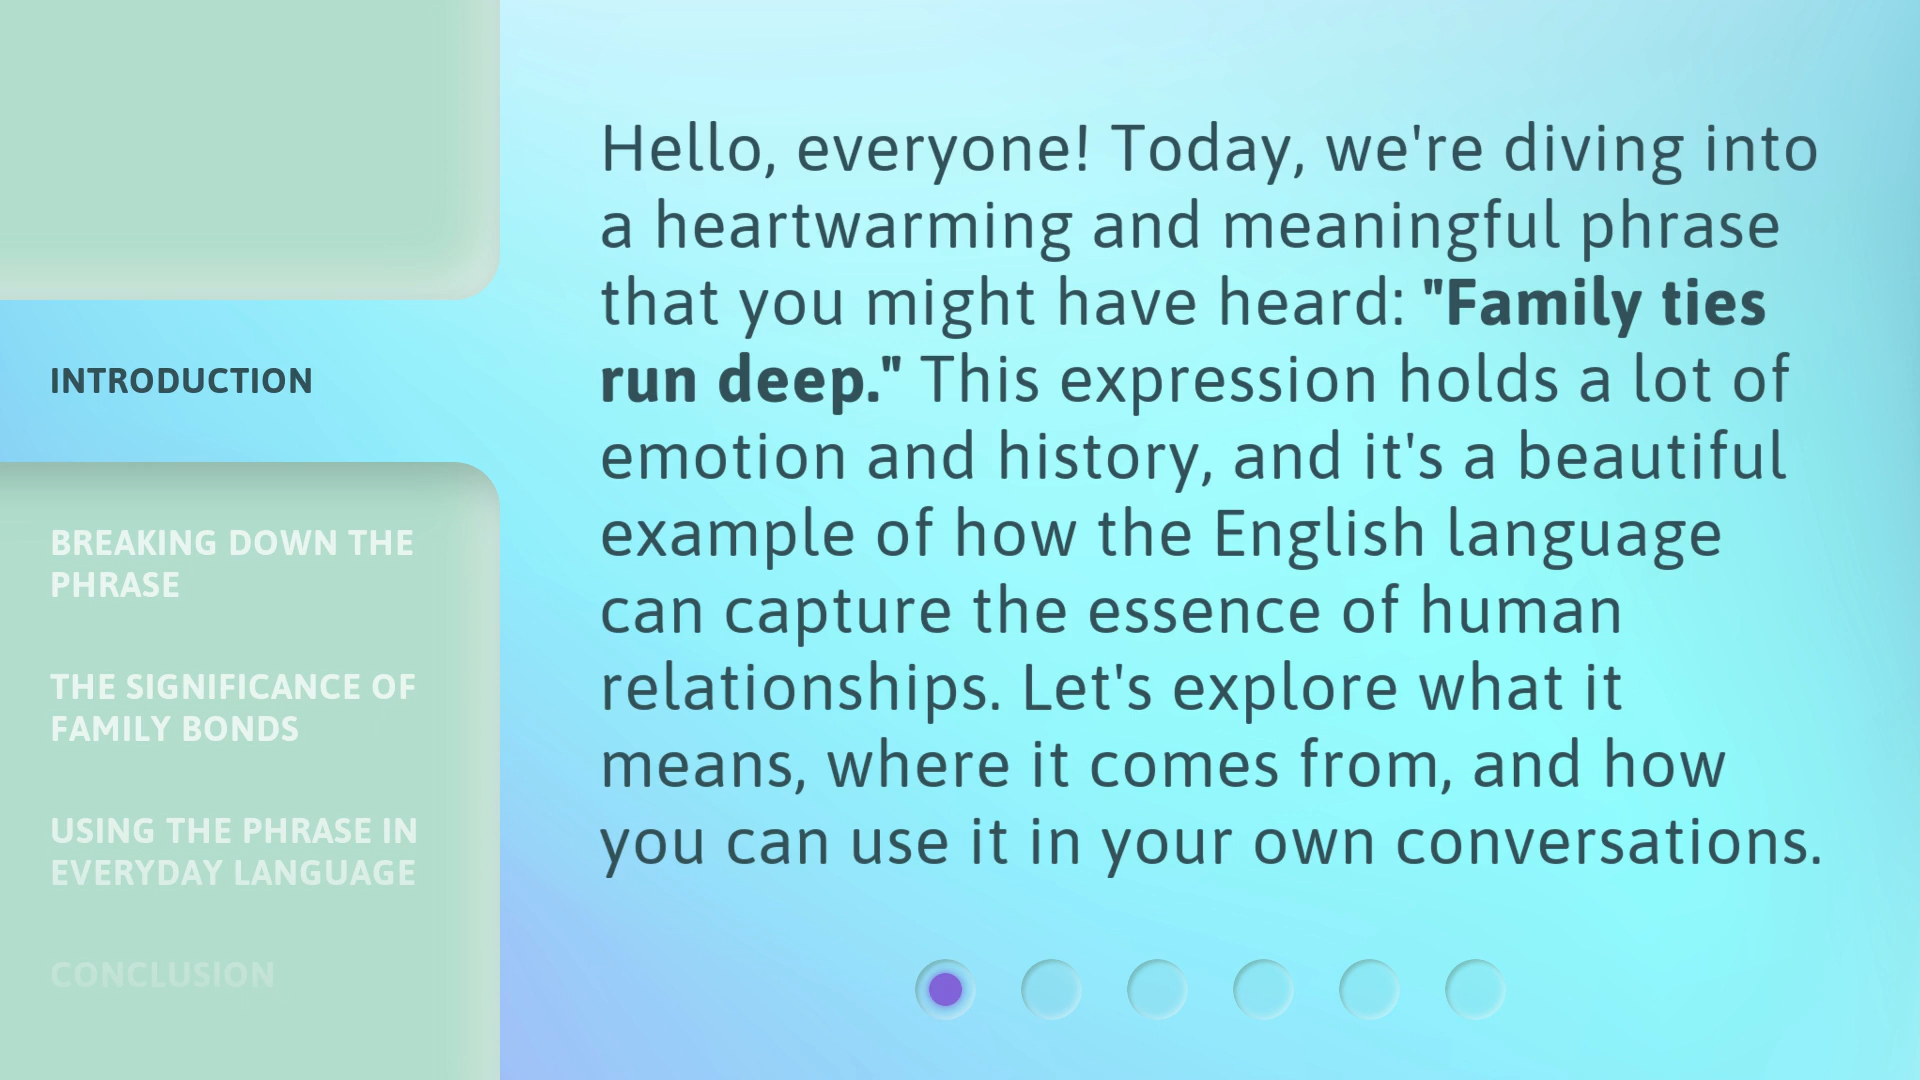 INTRODUCTION
BREAKING DOWN THE
PHRASE
THE SIGNIFICANCE OF
FAMILY BONDS
USING THE PHRASE IN
EVERYDAY LANGUAGE
CONCLUSION
Hello, everyone! Today, we're diving into
a heartwarming and meaningful phrase
that you might have heard: "Family ties
run deep." This expression holds a lot of
emotion and history, and it's a beautiful
example of how the English language
can capture the essence of human
relationships. Let's explore what it
means, where it comes from, and how
you can use it in your own conversations.